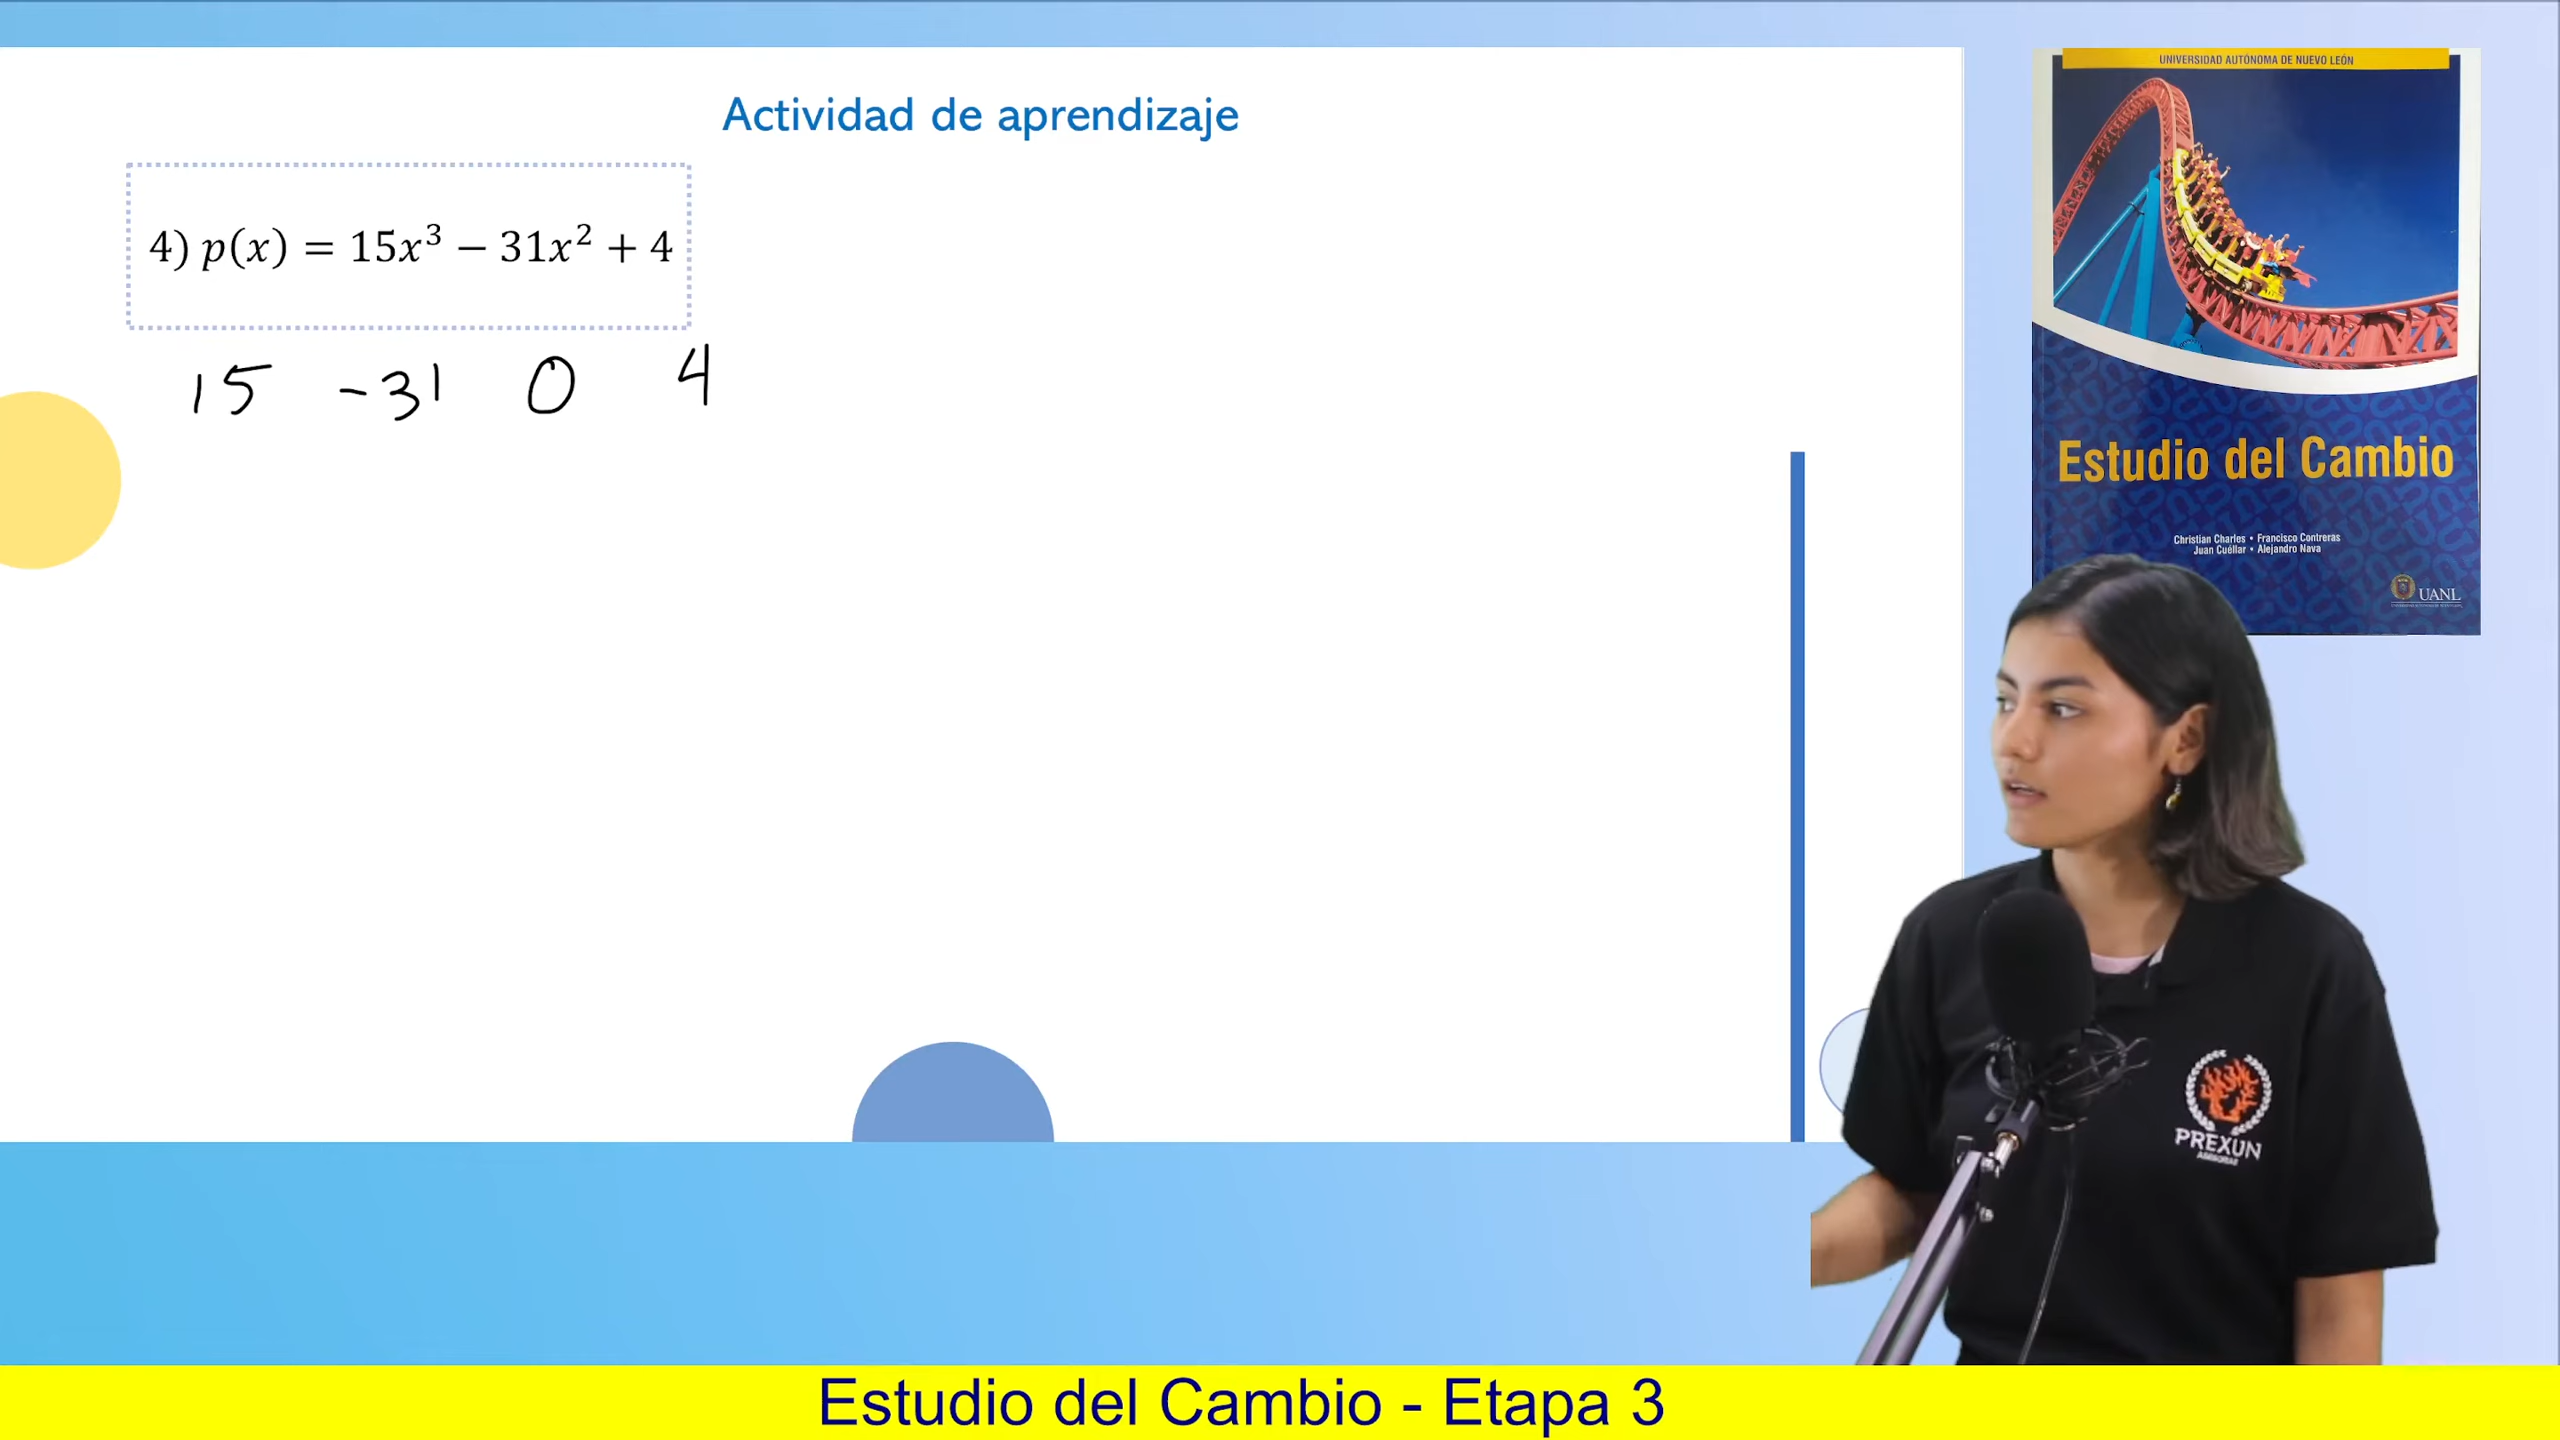 Actividad de aprendizaje
4) p(x) = 15x³ − 31x² + 4
15 -31 0 4
UNIVERSIDAD AUTÓNOMA DE NUEVO LEÓN
Estudio del Cambio
Christian Charles • Francisco Contreras
Juan Cuéllar • Alejandro Nava
UANL
PREXUN
ASESORÍAS
Estudio del Cambio - Etapa 3